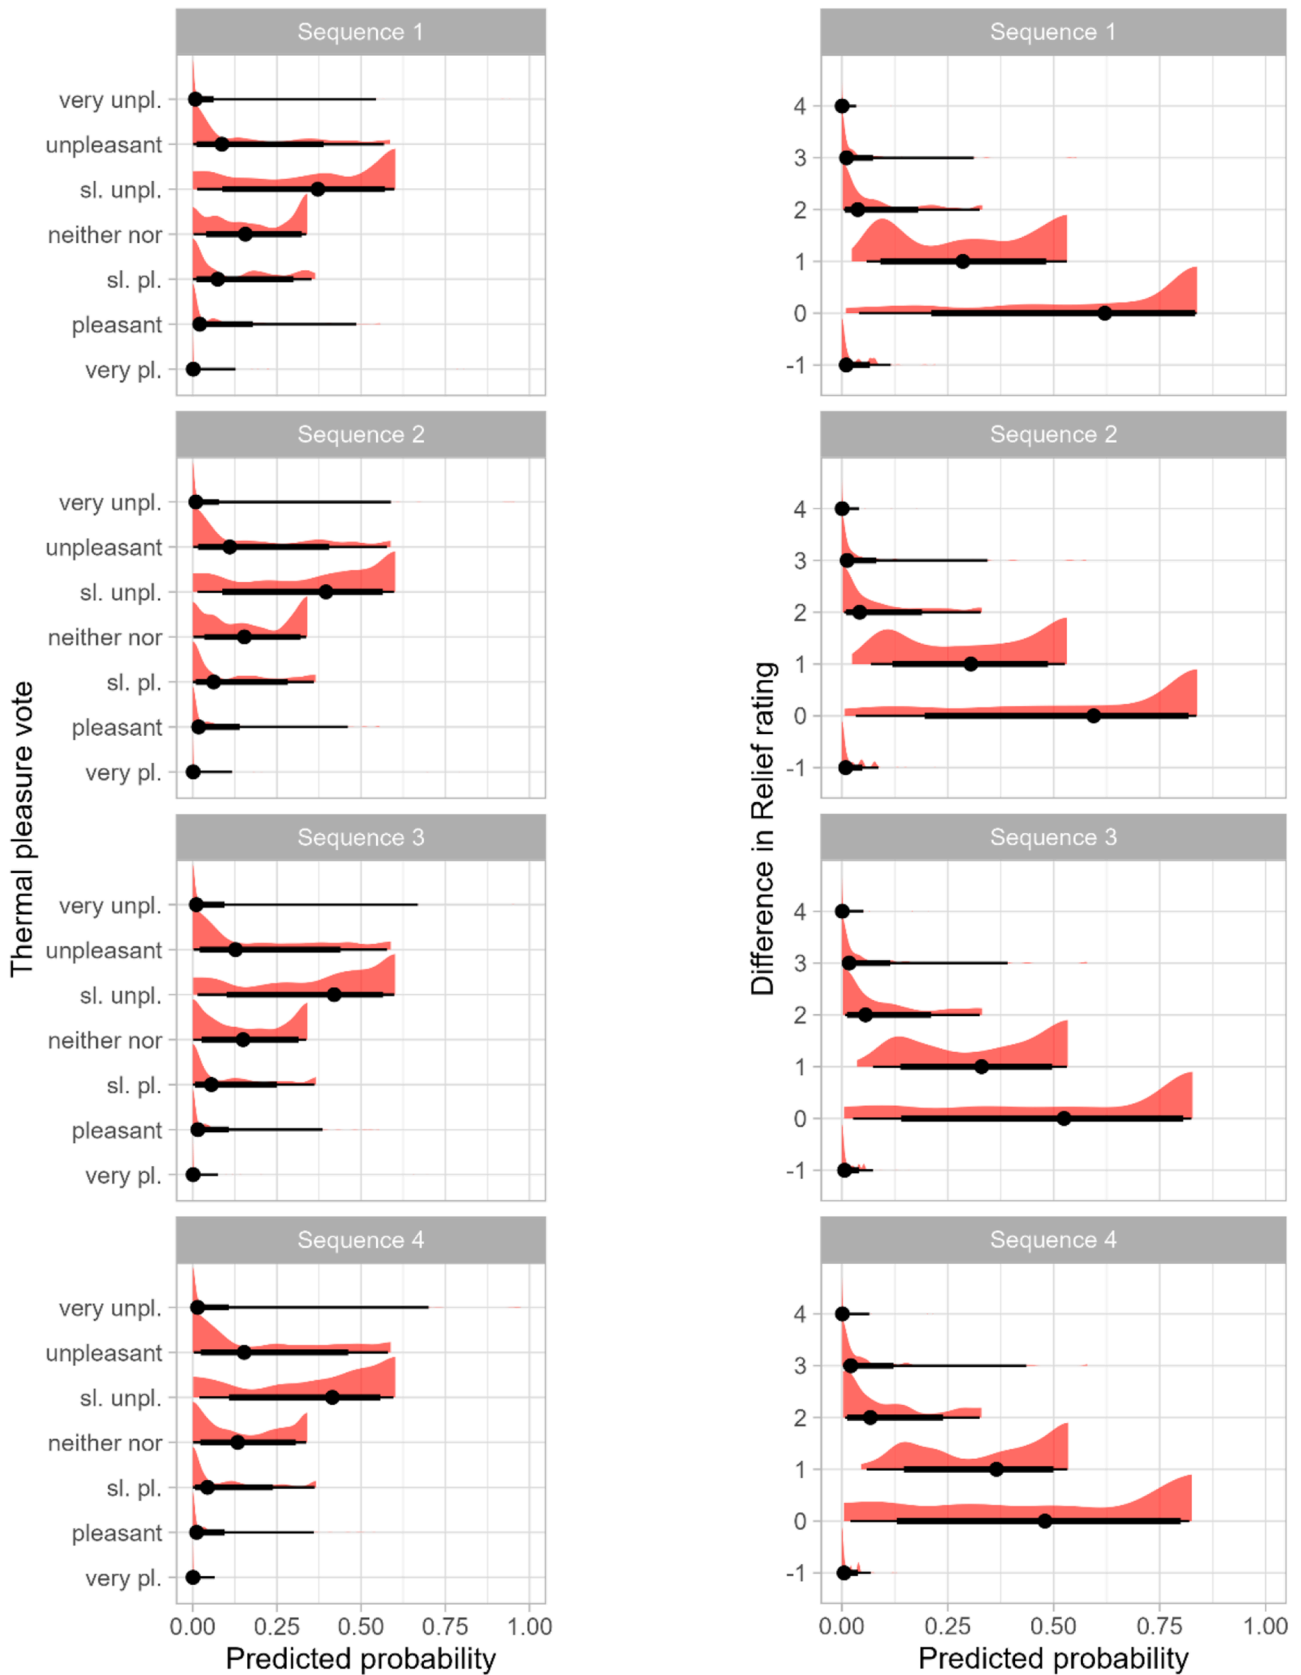 Thermal pleasure vote
Sequence 1
very unpl.
unpleasant
sl. unpl.
neither nor
sl. pl.
pleasant
very pl.
Sequence 2
very unpl.
unpleasant
sl. unpl.
neither nor
sl. pl.
pleasant
very pl.
Sequence 3
very unpl.
unpleasant
sl. unpl.
neither nor
sl. pl.
pleasant
very pl.
Sequence 4
very unpl.
unpleasant
sl. unpl.
neither nor
sl. pl.
pleasant
very pl.
0.00 0.25 0.50 0.75 1.00
Predicted probability
Difference in Relief rating
Sequence 1
4
3
2
1
0
-1
Sequence 2
4
3
2
1
0
-1
Sequence 3
4
3
2
1
0
-1
Sequence 4
4
3
2
1
0
-1
0.00 0.25 0.50 0.75 1.00
Predicted probability